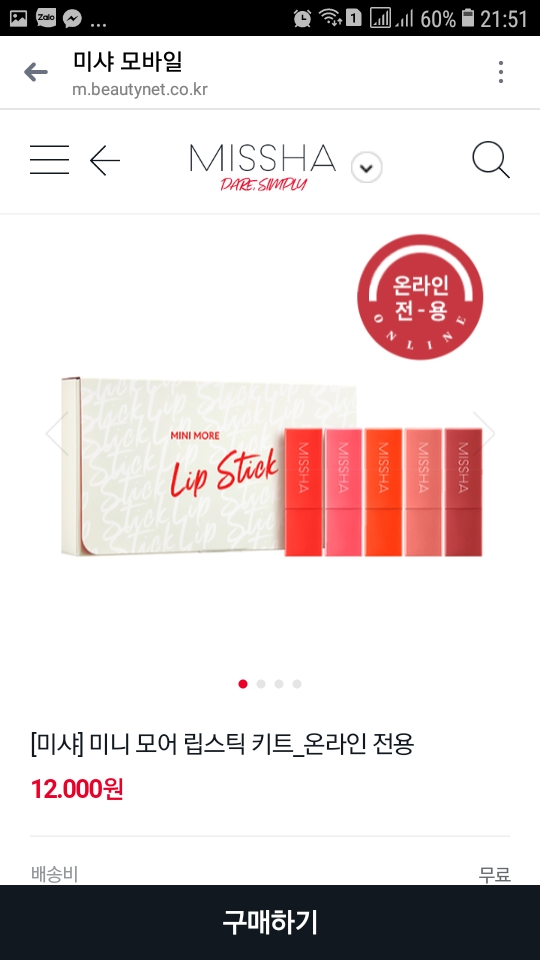 Zalo
... 1 60% 21:51
미샤 모바일
m.beautynet.co.kr
MISSHA
DARE, SIMPLY
온라인
전-용
ONLINE
MINI MORE
Lip Stick
MISSHA
MISSHA
MISSHA
MISSHA
MISSHA
[미샤] 미니 모어 립스틱 키트_온라인 전용
12.000원
배송비 무료
구매하기